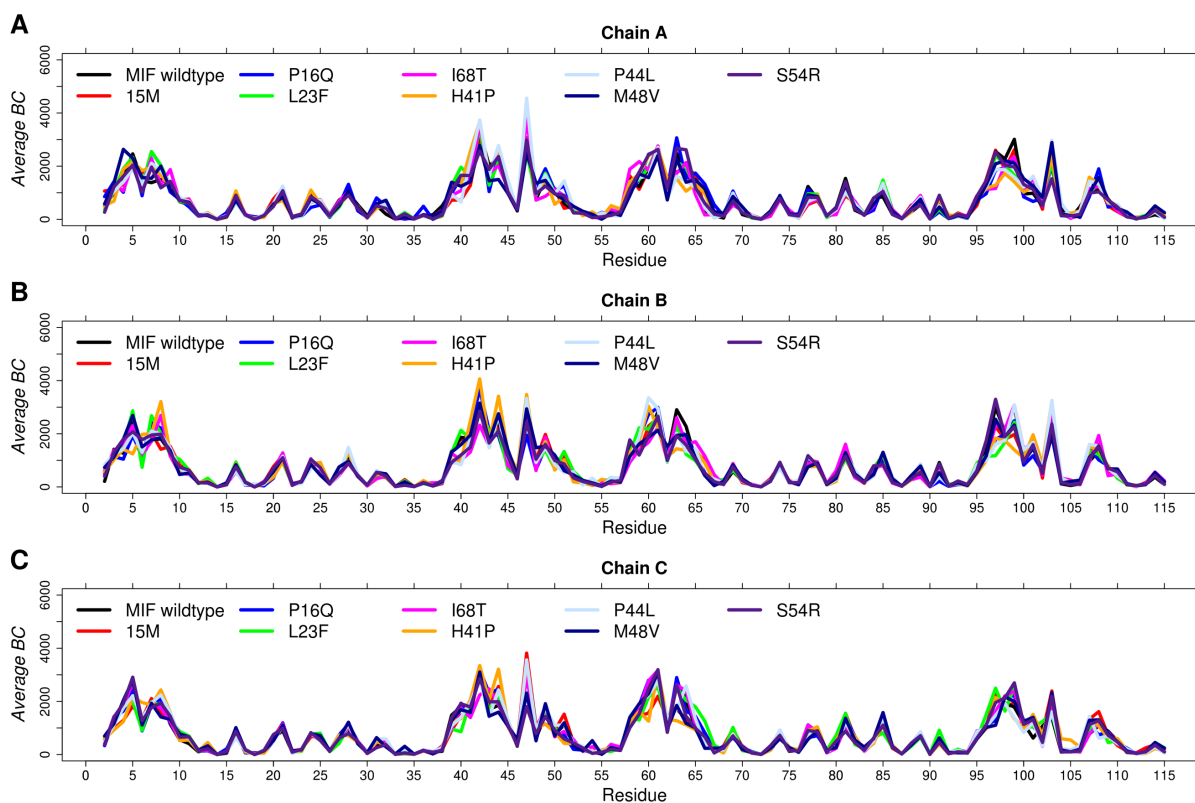 A
Chain A
6000
4000
2000
0
Average BC
MIF wildtype P16Q I68T P44L S54R
15M L23F H41P M48V
0 5 10 15 20 25 30 35 40 45 50 55 60 65 70 75 80 85 90 95 100 105 110 115
Residue
B
Chain B
6000
4000
2000
0
Average BC
MIF wildtype P16Q I68T P44L S54R
15M L23F H41P M48V
0 5 10 15 20 25 30 35 40 45 50 55 60 65 70 75 80 85 90 95 100 105 110 115
Residue
C
Chain C
6000
4000
2000
0
Average BC
MIF wildtype P16Q I68T P44L S54R
15M L23F H41P M48V
0 5 10 15 20 25 30 35 40 45 50 55 60 65 70 75 80 85 90 95 100 105 110 115
Residue